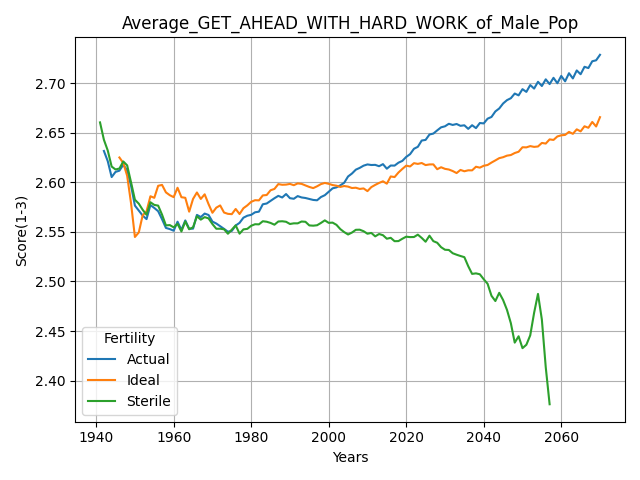 Average_GET_AHEAD_WITH_HARD_WORK_of_Male_Pop
Score(1-3)
2.70
2.65
2.60
2.55
2.50
2.45
2.40
Fertility
Actual
Ideal
Sterile
1940 1960 1980 2000 2020 2040 2060
Years